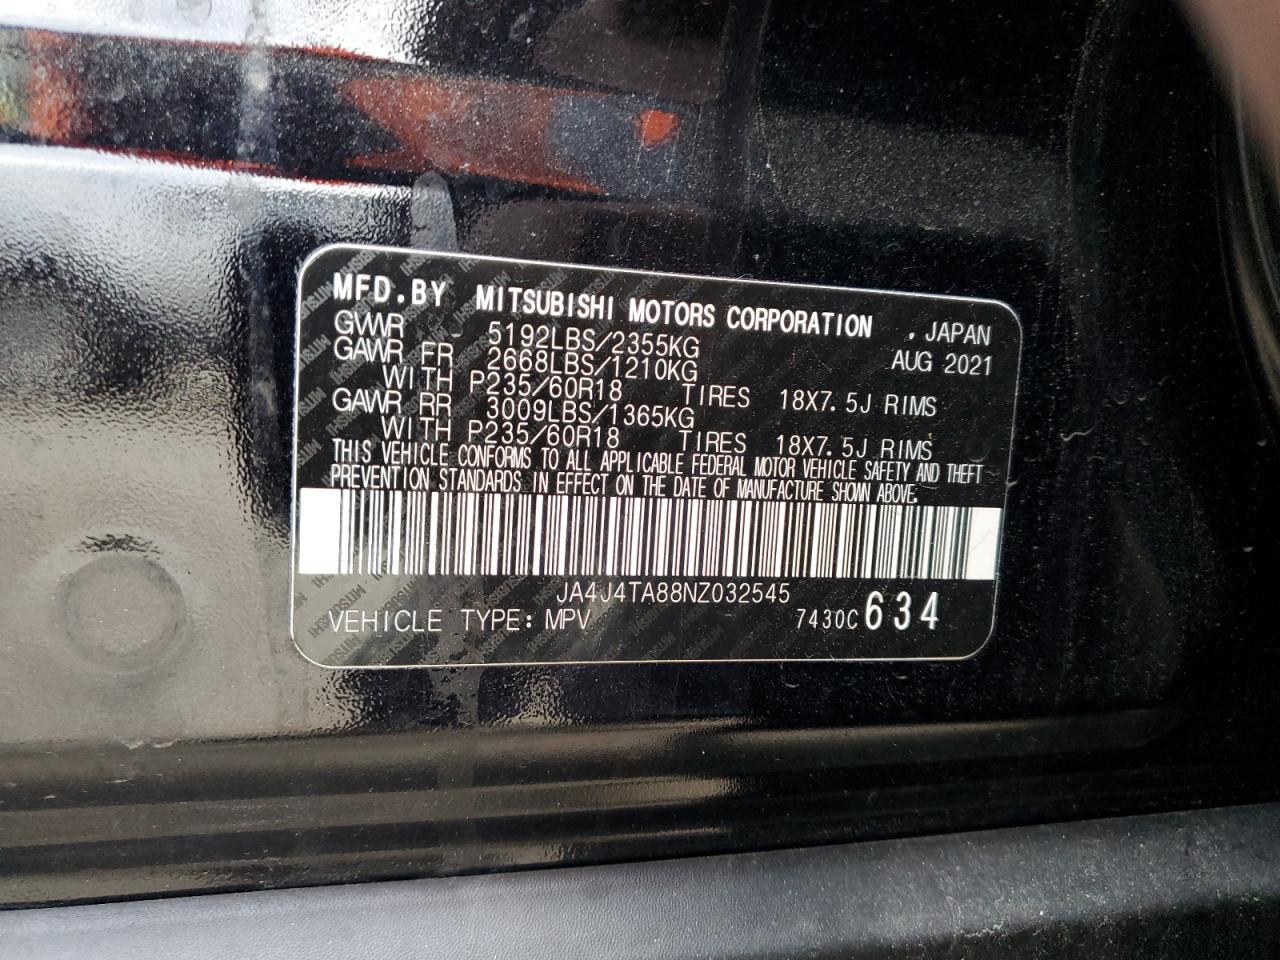 MFD.BY MITSUBISHI MOTORS CORPORATION , JAPAN
GVWR 5192LBS/2355KG AUG 2021
GAWR FR 2668LBS/1210KG
WITH P235/60R18 TIRES 18X7.5J RIMS
GAWR RR 3009LBS/1365KG
WITH P235/60R18 TIRES 18X7.5J RIMS
THIS VEHICLE CONFORMS TO ALL APPLICABLE FEDERAL MOTOR VEHICLE SAFETY AND THEFT
PREVENTION STANDARDS IN EFFECT ON THE DATE OF MANUFACTURE SHOWN ABOVE.
JA4J4TA88NZ032545
VEHICLE TYPE: MPV 7430C 634